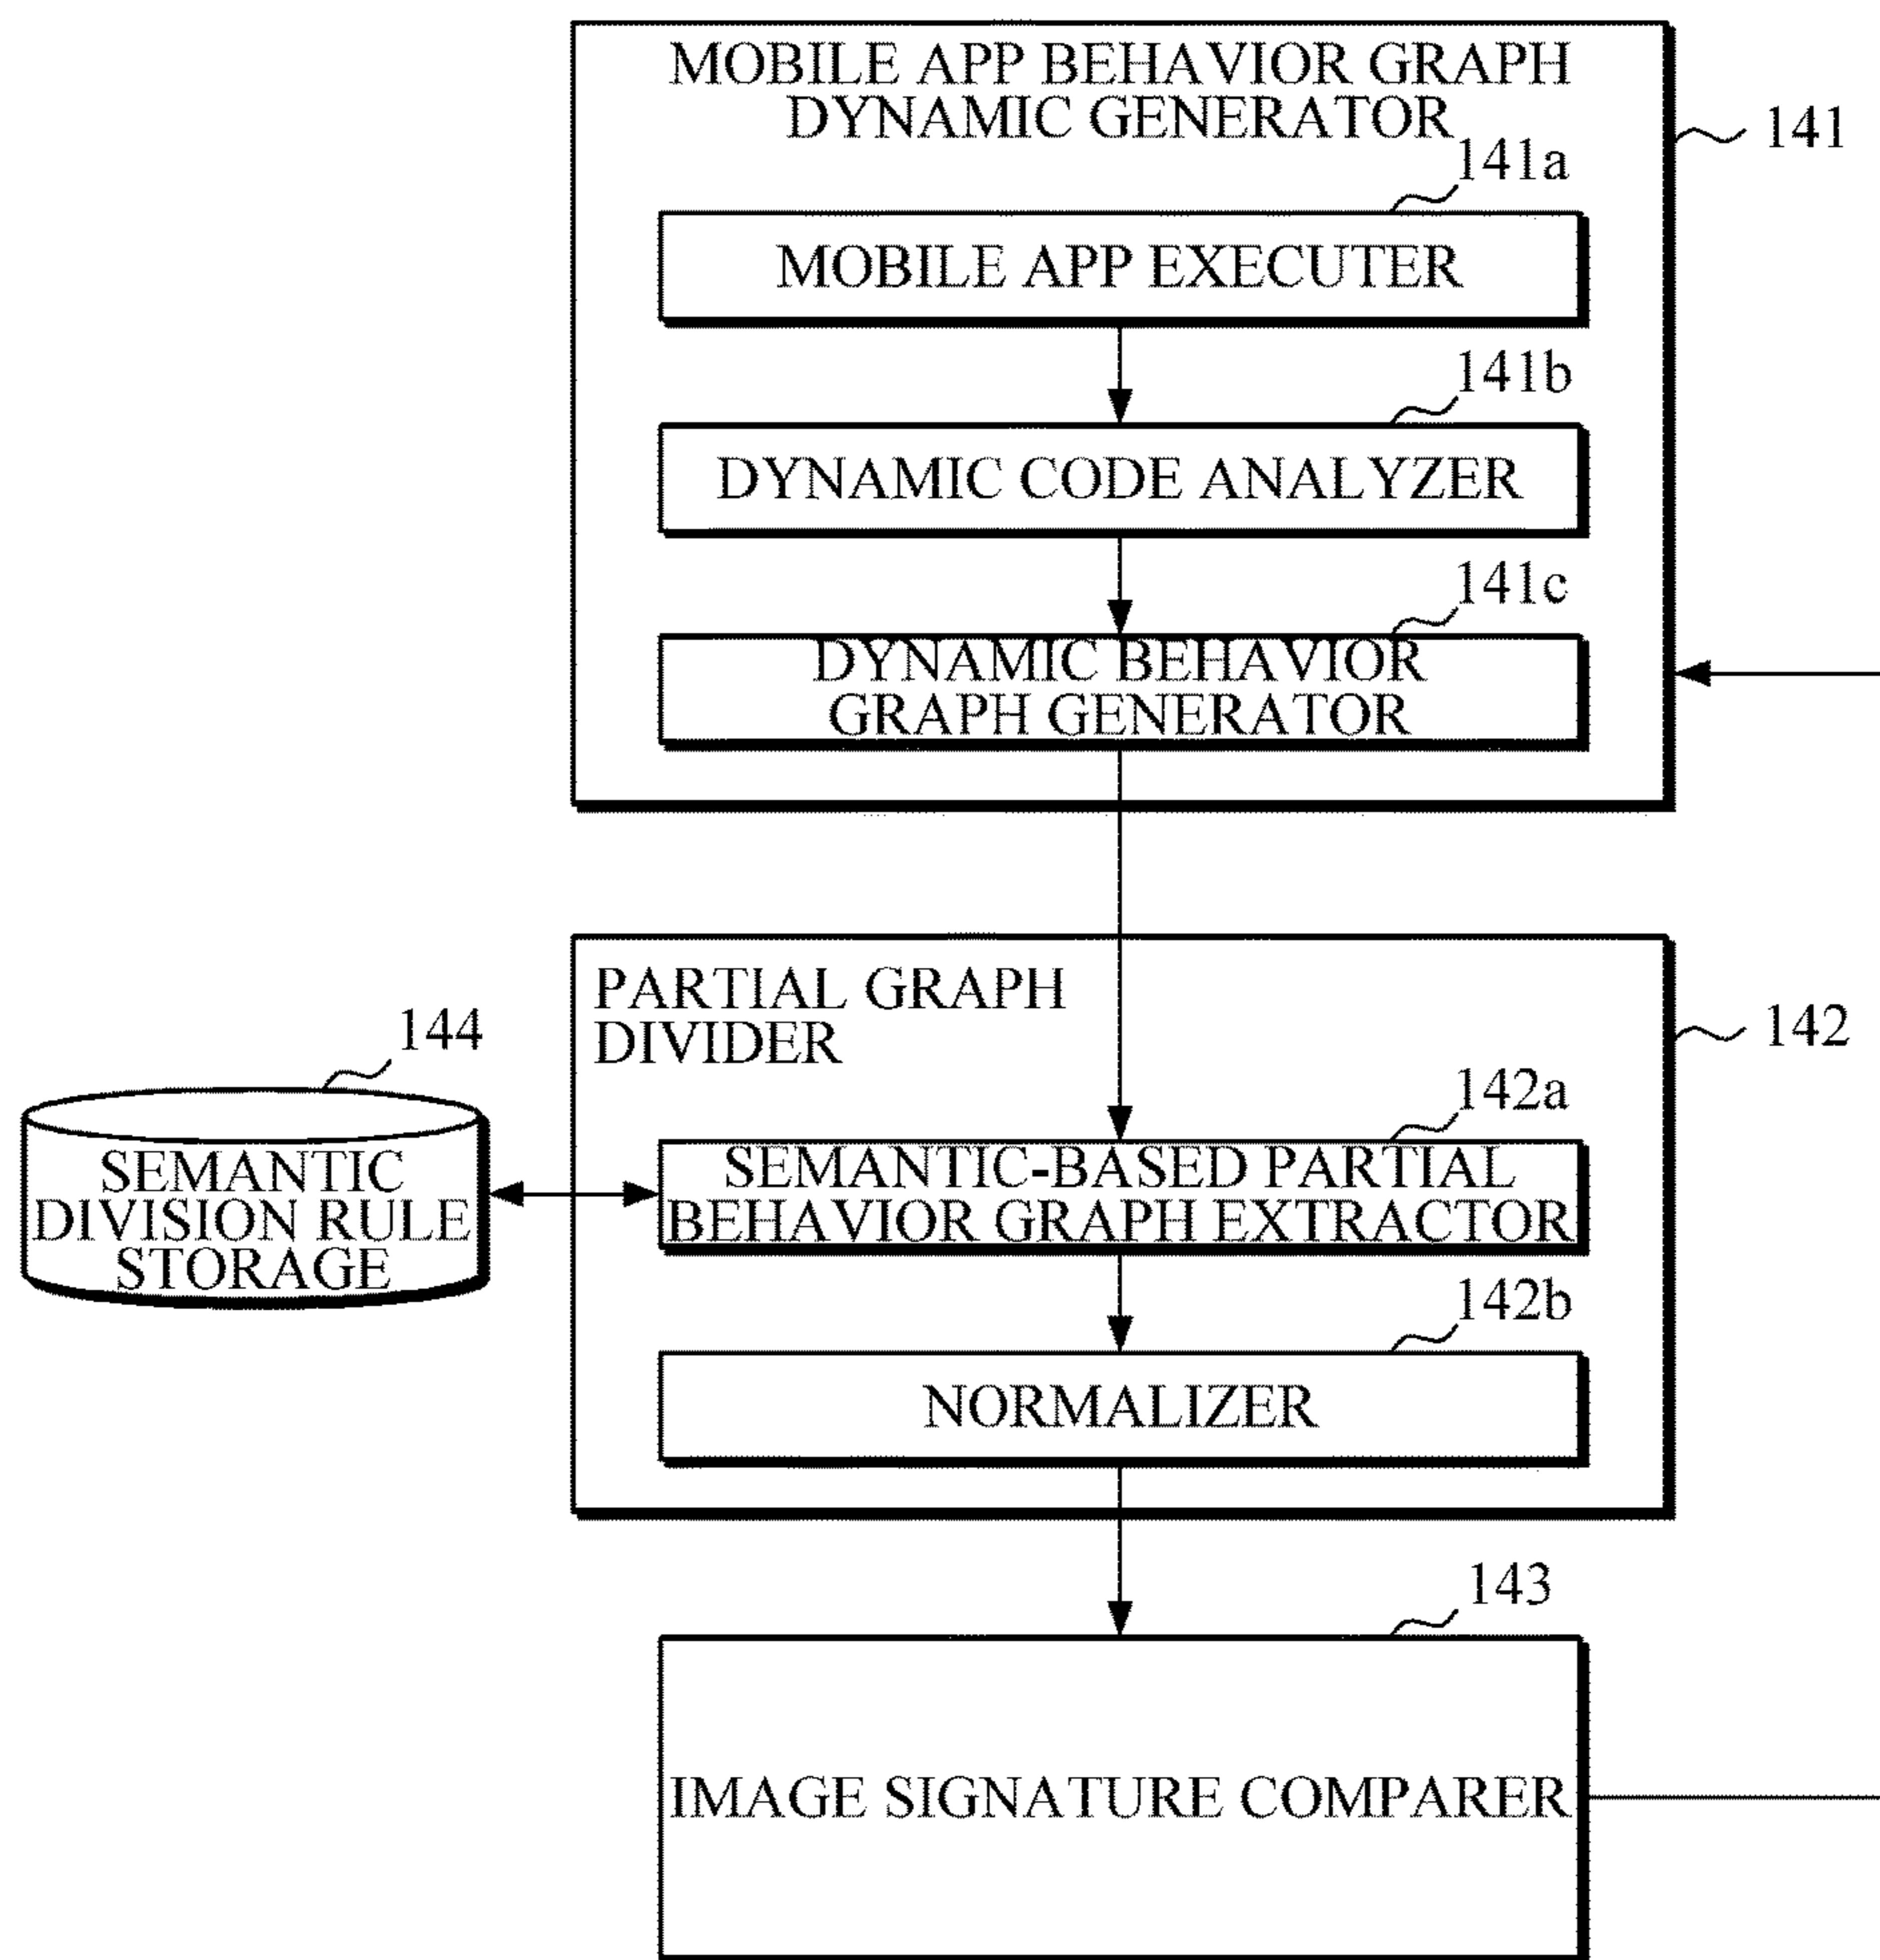 MOBILE APP BEHAVIOR GRAPH
DYNAMIC GENERATOR
141
141a
MOBILE APP EXECUTER
141b
DYNAMIC CODE ANALYZER
141c
DYNAMIC BEHAVIOR
GRAPH GENERATOR
PARTIAL GRAPH
DIVIDER
142
144
SEMANTIC
DIVISION RULE
STORAGE
142a
SEMANTIC-BASED PARTIAL
BEHAVIOR GRAPH EXTRACTOR
142b
NORMALIZER
143
IMAGE SIGNATURE COMPARER